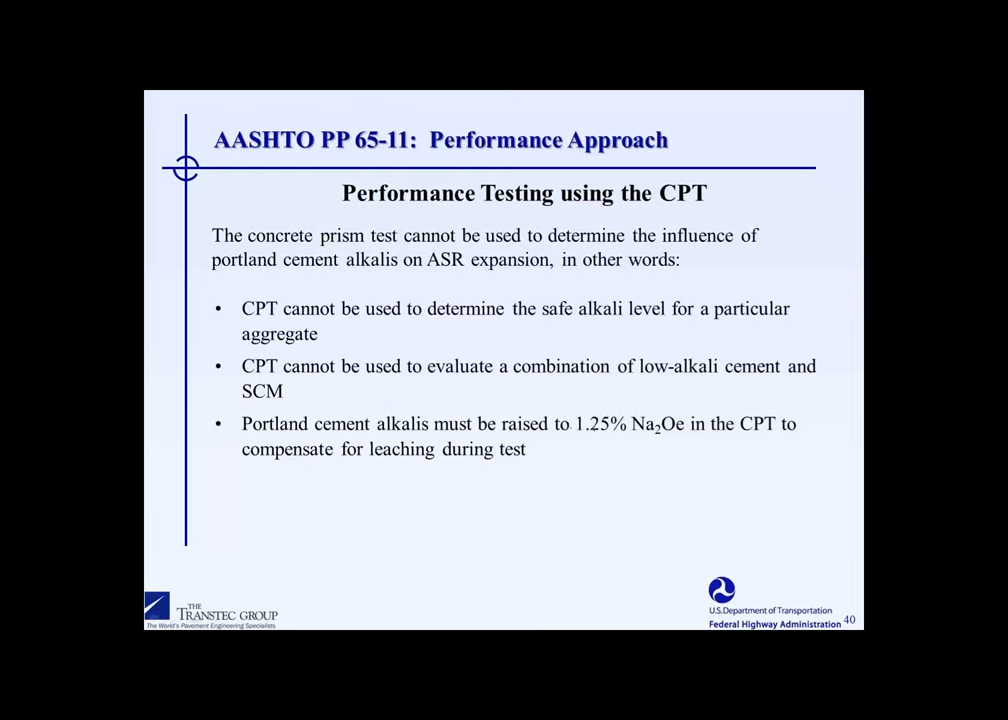 AASHTO PP 65-11: Performance Approach
Performance Testing using the CPT
The concrete prism test cannot be used to determine the influence of
portland cement alkalis on ASR expansion, in other words:
• CPT cannot be used to determine the safe alkali level for a particular
aggregate
• CPT cannot be used to evaluate a combination of low-alkali cement and
SCM
• Portland cement alkalis must be raised to 1.25% Na₂Oe in the CPT to
compensate for leaching during test
THE
TRANSTEC GROUP
The World's Pavement Engineering Specialists
U.S.Department of Transportation
Federal Highway Administration
40